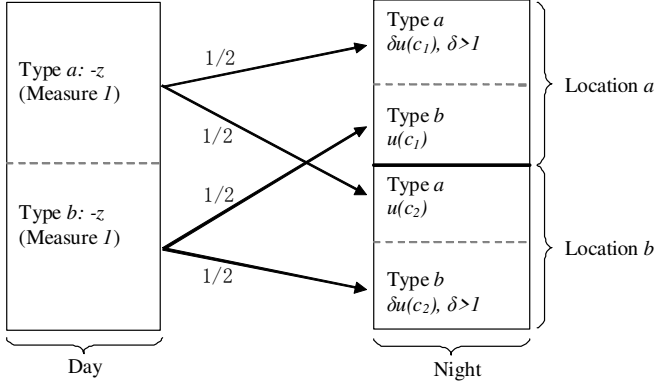 Type a: -z
(Measure 1)
Type b: -z
(Measure 1)
Day
1/2
1/2
1/2
1/2
Type a
δu(c₁), δ>1
Type b
u(c₁)
Type a
u(c₂)
Type b
δu(c₂), δ>1
Night
Location a
Location b